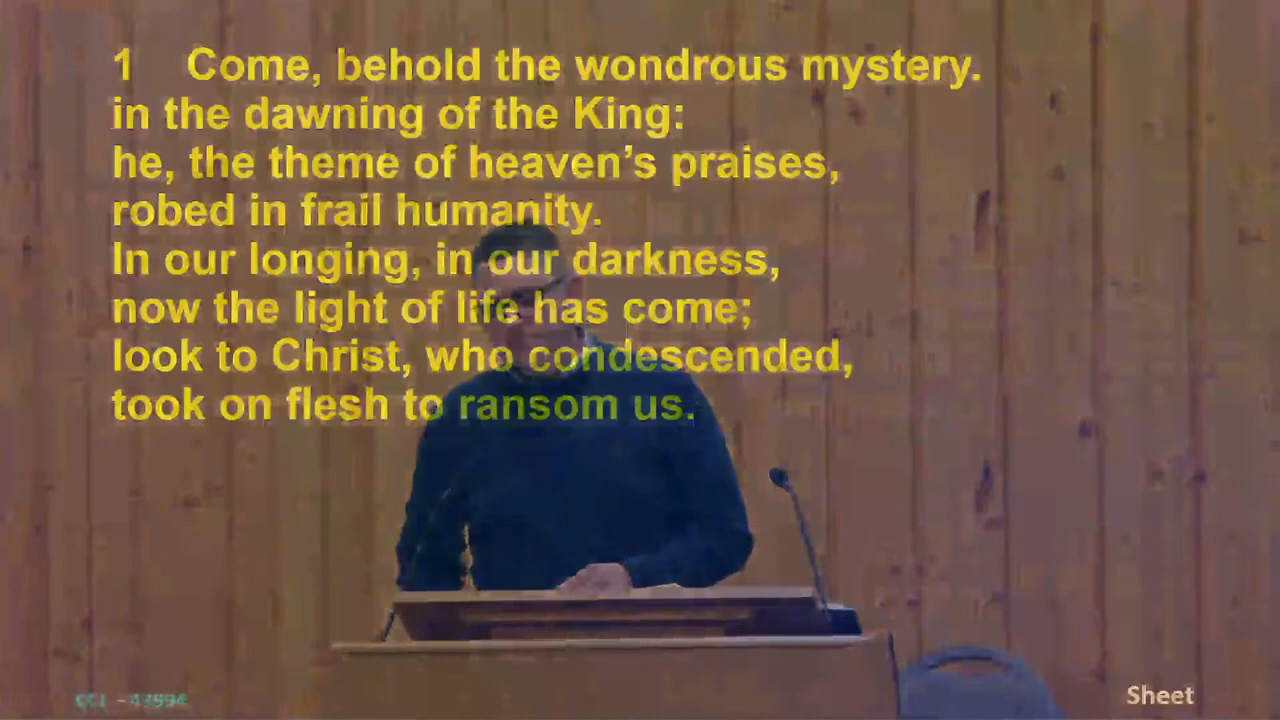 1 Come, behold the wondrous mystery.
in the dawning of the King:
he, the theme of heaven’s praises,
robed in frail humanity.
In our longing, in our darkness,
now the light of life has come;
look to Christ, who condescended,
took on flesh to ransom us.
Sheet